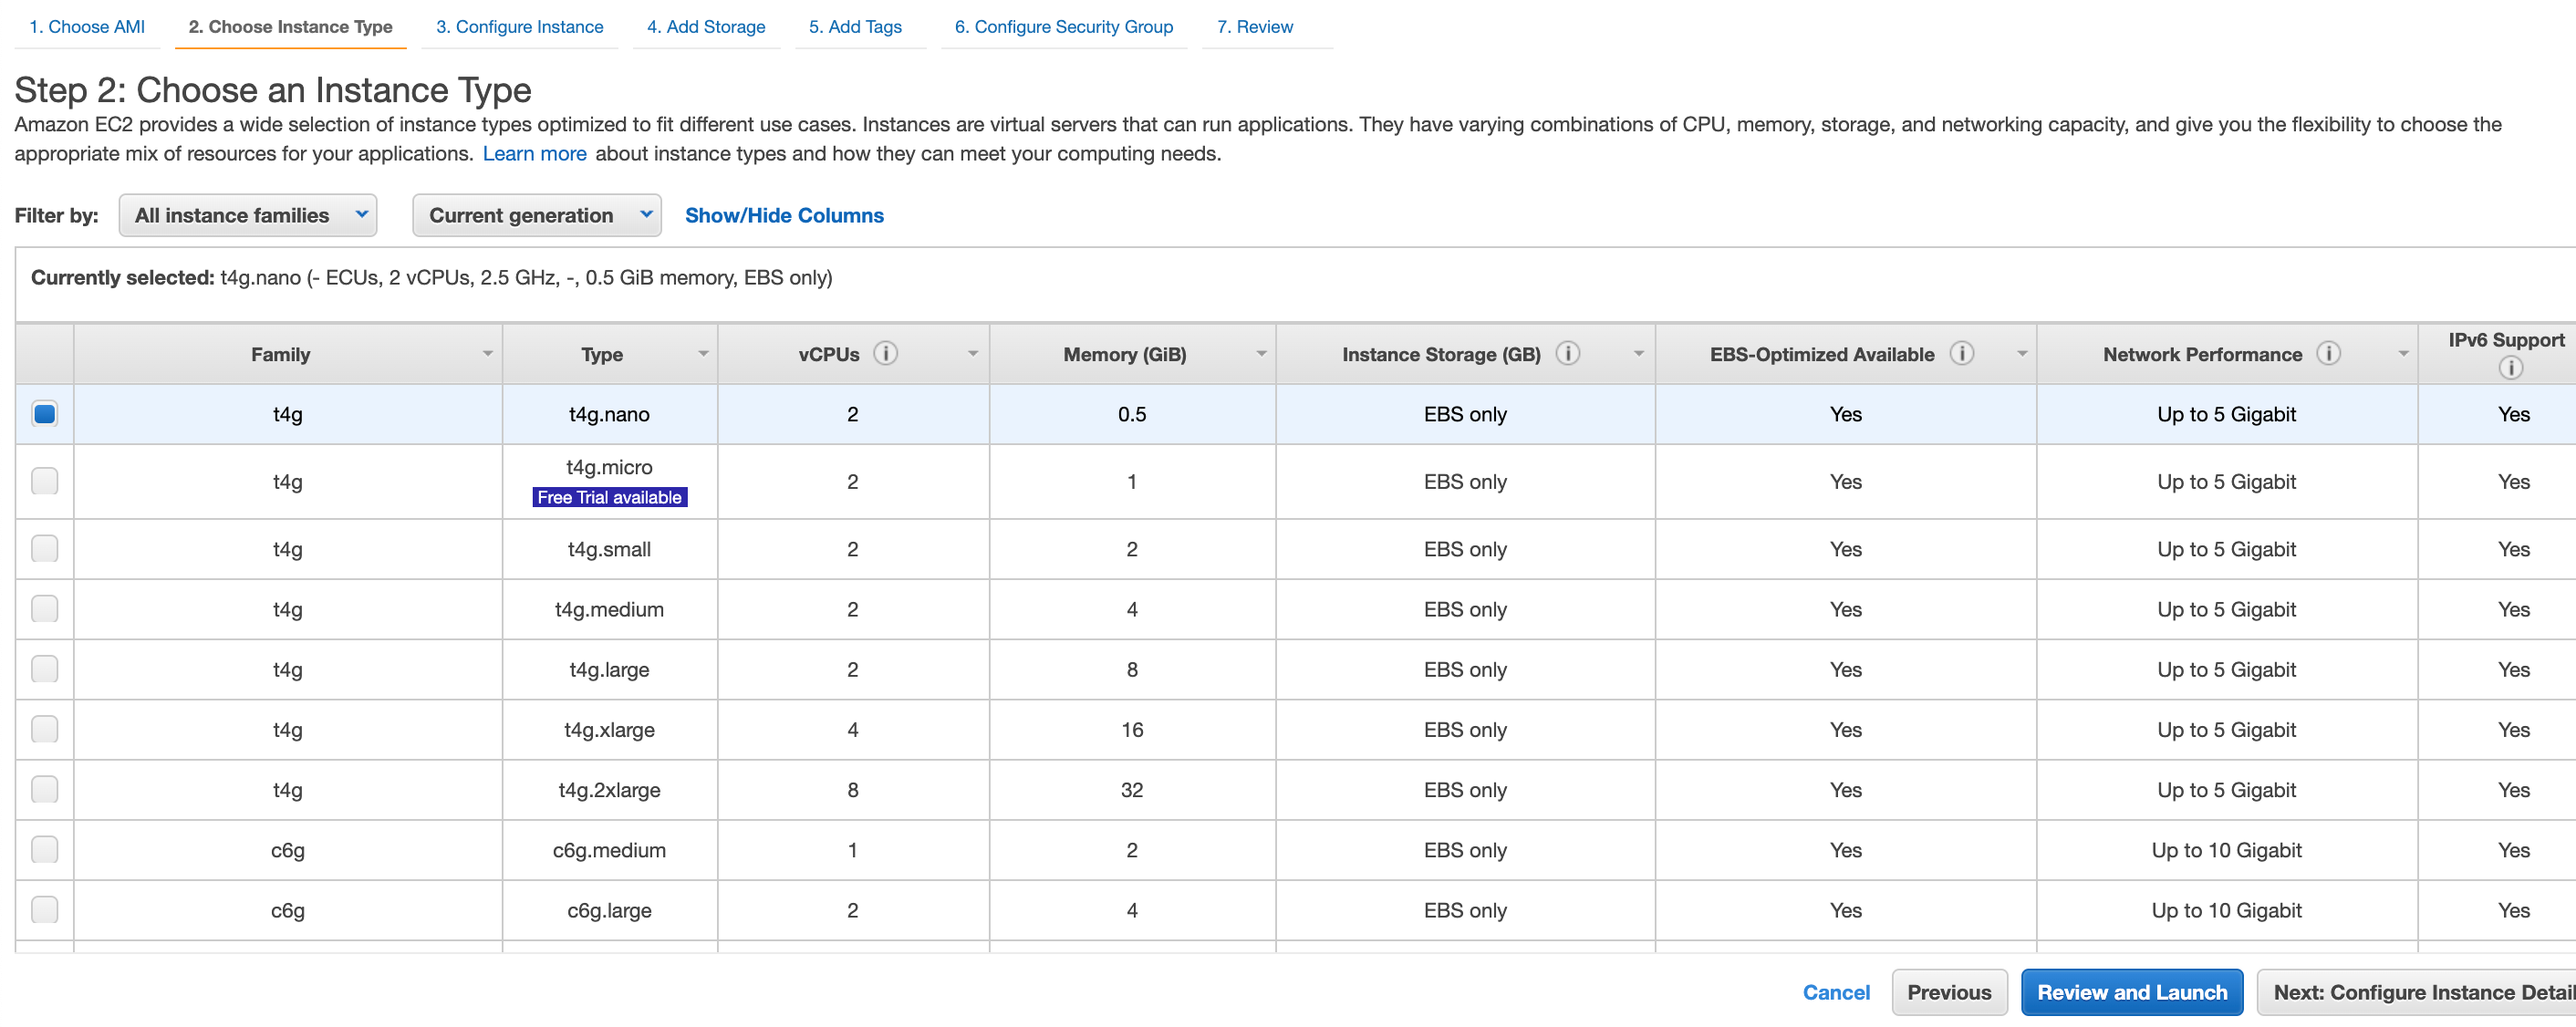 1. Choose AMI 2. Choose Instance Type 3. Configure Instance 4. Add Storage 5. Add Tags 6. Configure Security Group 7. Review
Step 2: Choose an Instance Type
Amazon EC2 provides a wide selection of instance types optimized to fit different use cases. Instances are virtual servers that can run applications. They have varying combinations of CPU, memory, storage, and networking capacity, and give you the flexibility to choose the
appropriate mix of resources for your applications. Learn more about instance types and how they can meet your computing needs.
Filter by: All instance families Current generation Show/Hide Columns
Currently selected: t4g.nano (- ECUs, 2 vCPUs, 2.5 GHz, -, 0.5 GiB memory, EBS only)
Family Type vCPUs Memory (GiB) Instance Storage (GB) EBS-Optimized Available Network Performance IPv6 Support
t4g t4g.nano 2 0.5 EBS only Yes Up to 5 Gigabit Yes
t4g t4g.micro 2 1 EBS only Yes Up to 5 Gigabit Yes
Free Trial available
t4g t4g.small 2 2 EBS only Yes Up to 5 Gigabit Yes
t4g t4g.medium 2 4 EBS only Yes Up to 5 Gigabit Yes
t4g t4g.large 2 8 EBS only Yes Up to 5 Gigabit Yes
t4g t4g.xlarge 4 16 EBS only Yes Up to 5 Gigabit Yes
t4g t4g.2xlarge 8 32 EBS only Yes Up to 5 Gigabit Yes
c6g c6g.medium 1 2 EBS only Yes Up to 10 Gigabit Yes
c6g c6g.large 2 4 EBS only Yes Up to 10 Gigabit Yes
Cancel Previous Review and Launch Next: Configure Instance Detail